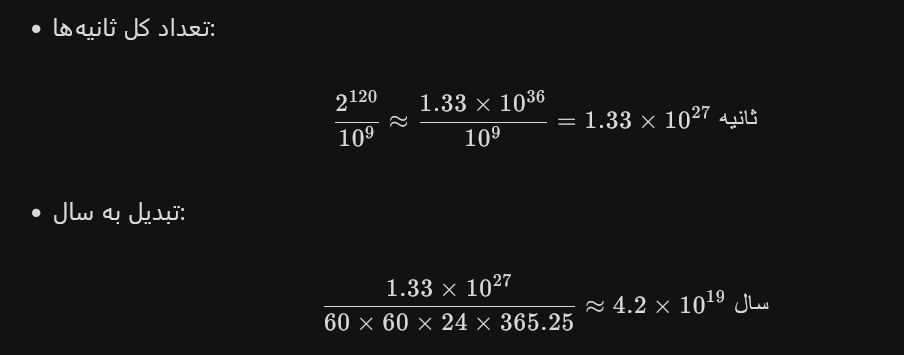 • تعداد کل ثانیه‌ها:
2^120 / 10^9 ≈ 1.33 × 10^36 / 10^9 = 1.33 × 10^27 ثانیه
• تبدیل به سال:
1.33 × 10^27 / 60 × 60 × 24 × 365.25 ≈ 4.2 × 10^19 سال